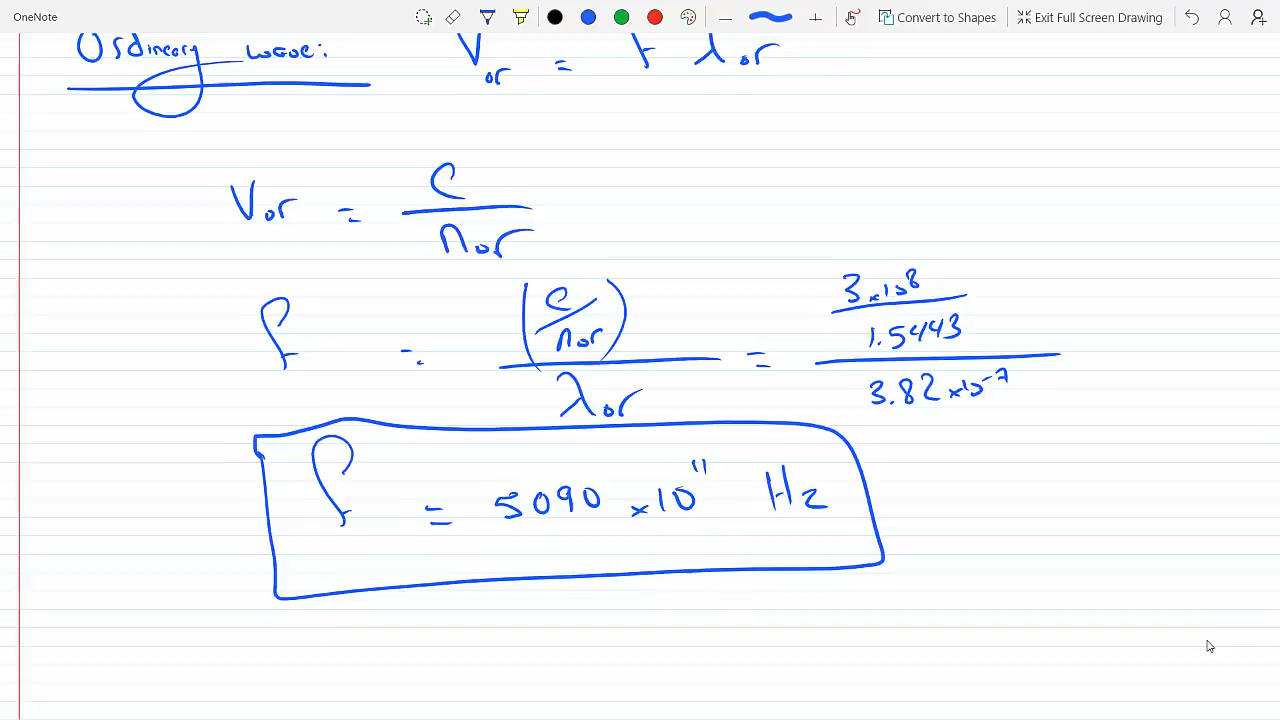 OneNote
Convert to Shapes
Exit Full Screen Drawing
Ordinary wave: V_or = f λ_or
V_or = C / n_or
f = (C / n_or) / λ_or = (3 × 10^8 / 1.5443) / (3.82 × 10^-7)
f = 5090 × 10^11 Hz